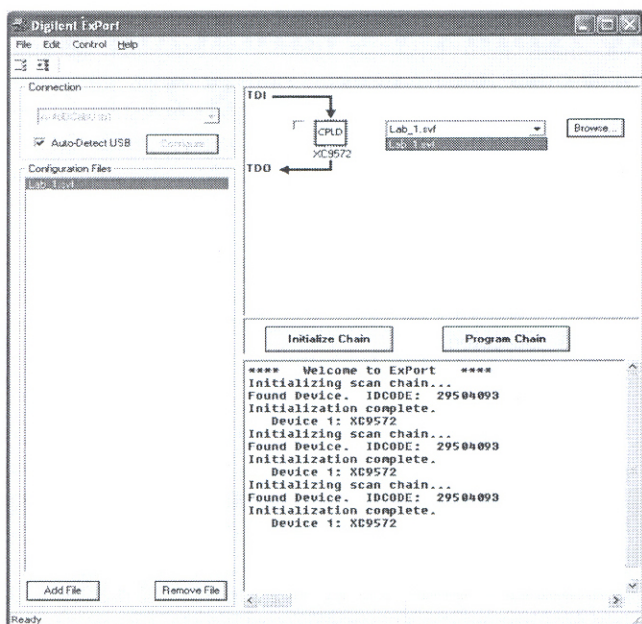 Digilent ExPort
File Edit Control Help
Connection
Auto-Detect USB
Configure
Configuration Files
Lab_1.svf
Add File
Remove File
TDI
CPLD
XC9572
TDO
Lab_1.svf
Lab_1.svf
Browse...
Initialize Chain
Program Chain
**** Welcome to ExPort ****
Initializing scan chain...
Found Device. IDCODE: 29504093
Initialization complete.
Device 1: XC9572
Initializing scan chain...
Found Device. IDCODE: 29504093
Initialization complete.
Device 1: XC9572
Initializing scan chain...
Found Device. IDCODE: 29504093
Initialization complete.
Device 1: XC9572
Ready